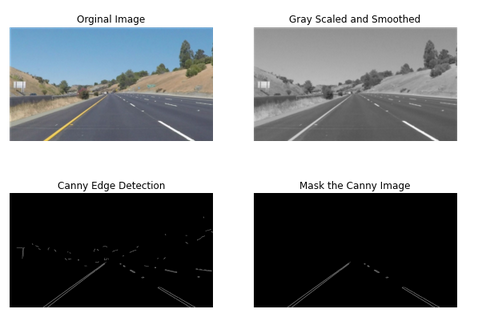 Orginal Image
Gray Scaled and Smoothed
Canny Edge Detection
Mask the Canny Image